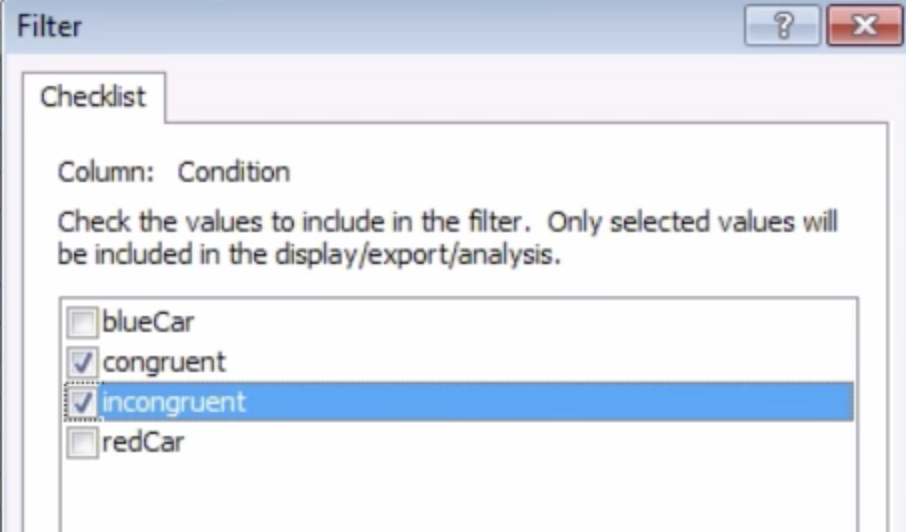 Filter
?
Checklist
Column: Condition
Check the values to include in the filter. Only selected values will
be included in the display/export/analysis.
blueCar
congruent
incongruent
redCar